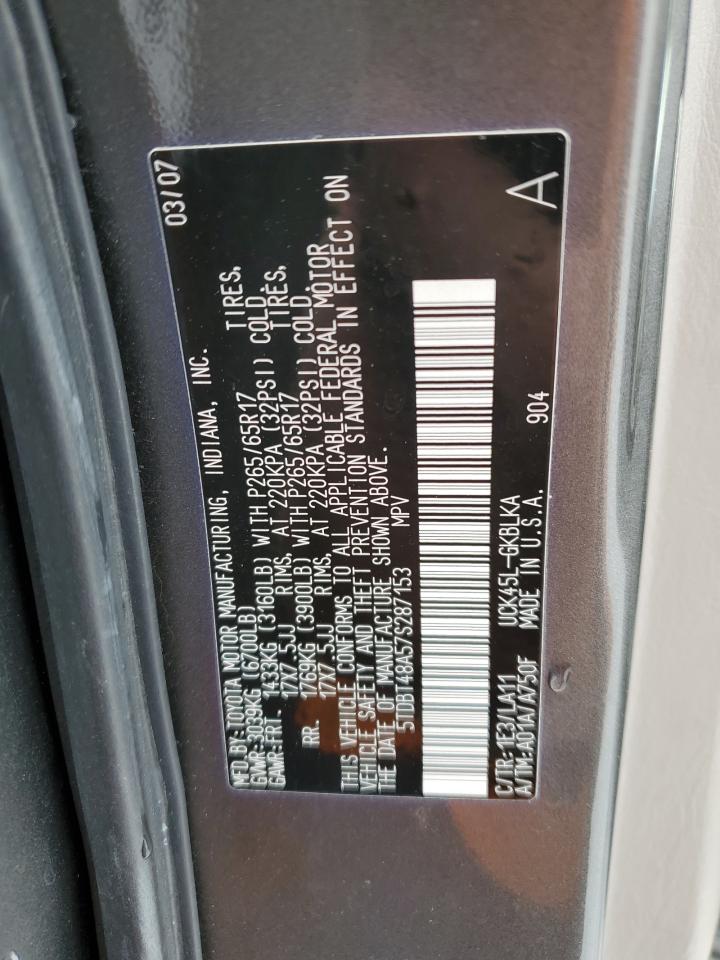 MFD.BY:TOYOTA MOTOR MANUFACTURING, INDIANA, INC. 03/07
GVWR:3039KG (6700LB)
GAWR:FRT. 1433KG (3160LB) WITH P265/65R17 TIRES,
17X7.5JJ RIMS, AT 220KPA (32PSI) COLD.
RR. 1769KG (3900LB) WITH P265/65R17 TIRES,
17X7.5JJ RIMS, AT 220KPA (32PSI) COLD.
THIS VEHICLE CONFORMS TO ALL APPLICABLE FEDERAL MOTOR
VEHICLE SAFETY AND THEFT PREVENTION STANDARDS IN EFFECT ON
THE DATE OF MANUFACTURE SHOWN ABOVE.
5TDBT48A57S287153 MPV
C/TR:1E3/LA11 UCK45L-GKBLKA
A/TM:A01A/A750F MADE IN U.S.A. 904 A